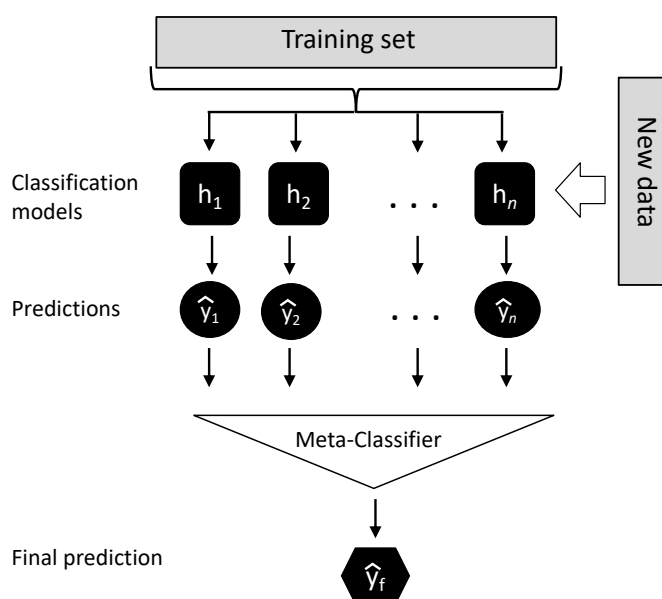 Training set
New data
Classification
models
h₁ h₂ . . . hₙ
Predictions
ŷ₁ ŷ₂ . . . ŷₙ
Meta-Classifier
Final prediction
ŷf